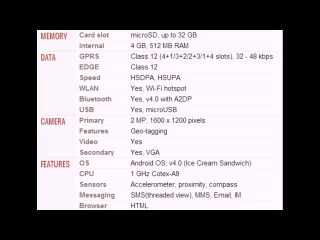 MEMORY Card slot microSD, up to 32 GB
Internal 4 GB, 512 MB RAM
DATA GPRS Class 12 (4+1/3+2/2+3/1+4 slots), 32 - 48 kbps
EDGE Class 12
Speed HSDPA, HSUPA
WLAN Yes, Wi-Fi hotspot
Bluetooth Yes, v4.0 with A2DP
USB Yes, microUSB
CAMERA Primary 2 MP, 1600 x 1200 pixels
Features Geo-tagging
Video Yes
Secondary Yes, VGA
FEATURES OS Android OS, v4.0 (Ice Cream Sandwich)
CPU 1 GHz Cotex-A9
Sensors Accelerometer, proximity, compass
Messaging SMS(threaded view), MMS, Email, IM
Browser HTML